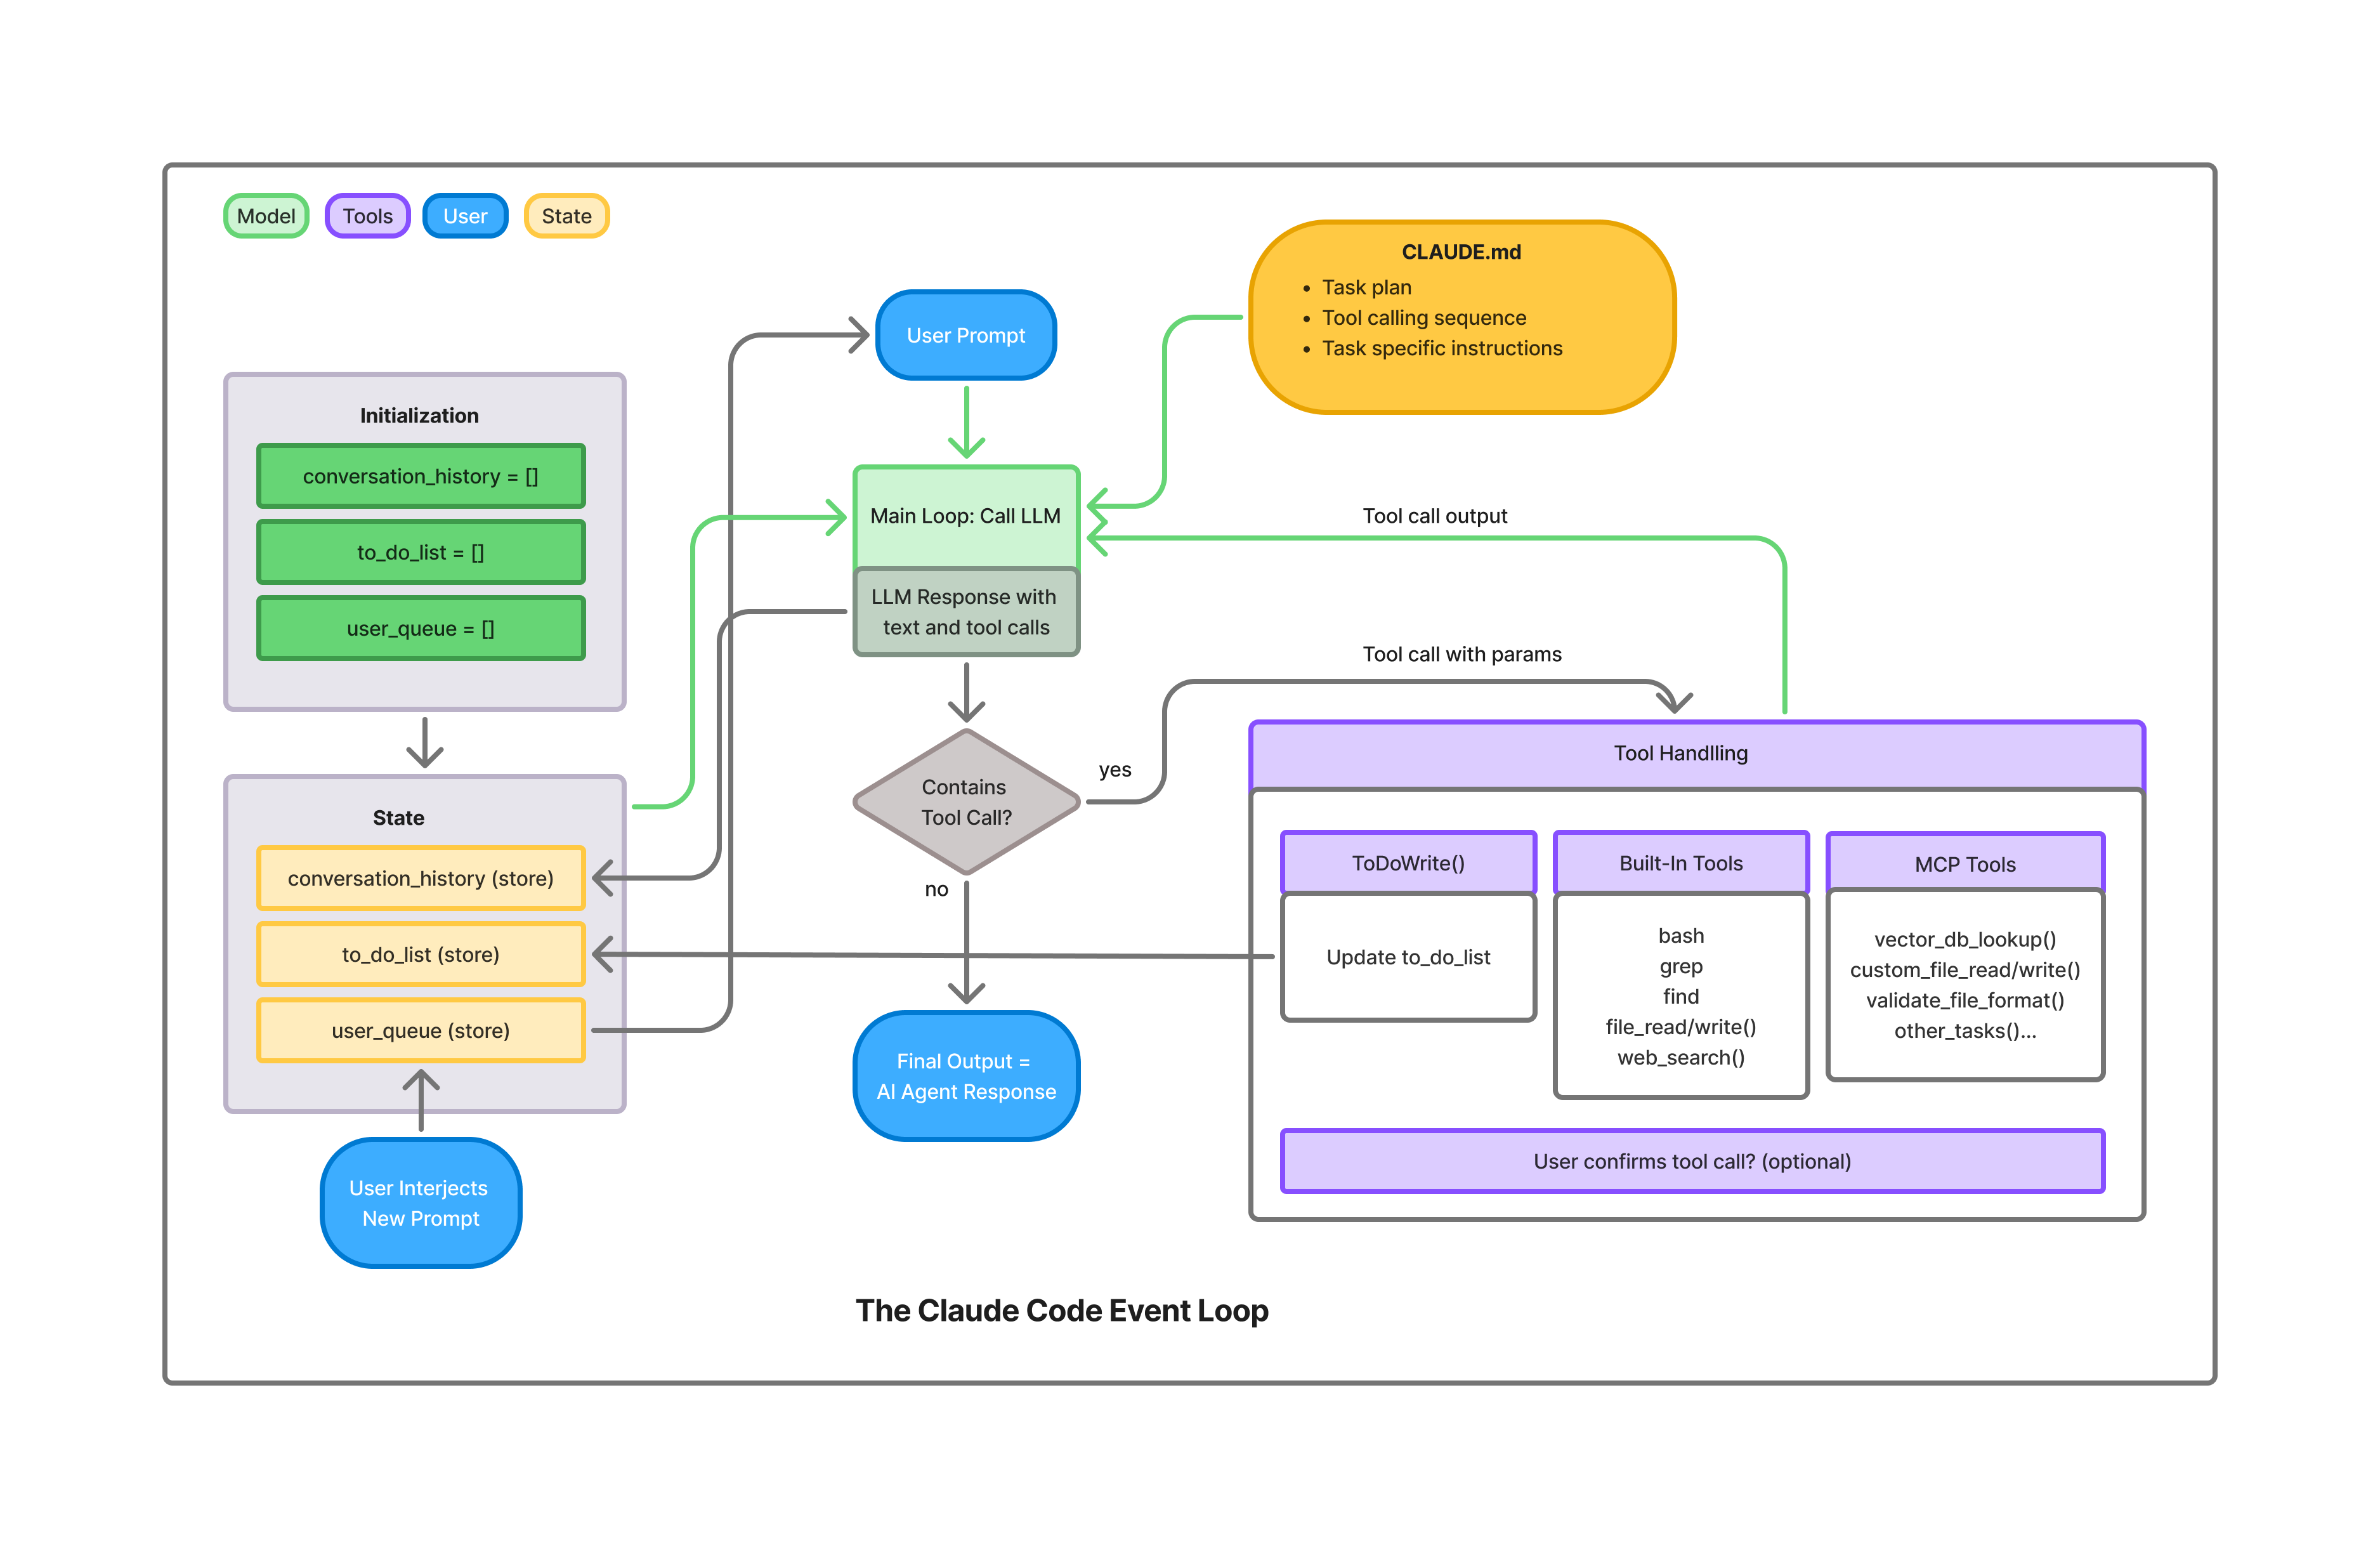 Model
Tools
User
State
CLAUDE.md
• Task plan
• Tool calling sequence
• Task specific instructions
User Prompt
Initialization
conversation_history = []
to_do_list = []
user_queue = []
Main Loop: Call LLM
LLM Response with
text and tool calls
Tool call output
Tool call with params
Contains
Tool Call?
yes
no
State
conversation_history (store)
to_do_list (store)
user_queue (store)
User Interjects
New Prompt
Final Output =
AI Agent Response
Tool Handlling
ToDoWrite()
Update to_do_list
Built-In Tools
bash
grep
find
file_read/write()
web_search()
MCP Tools
vector_db_lookup()
custom_file_read/write()
validate_file_format()
other_tasks()...
User confirms tool call? (optional)
The Claude Code Event Loop